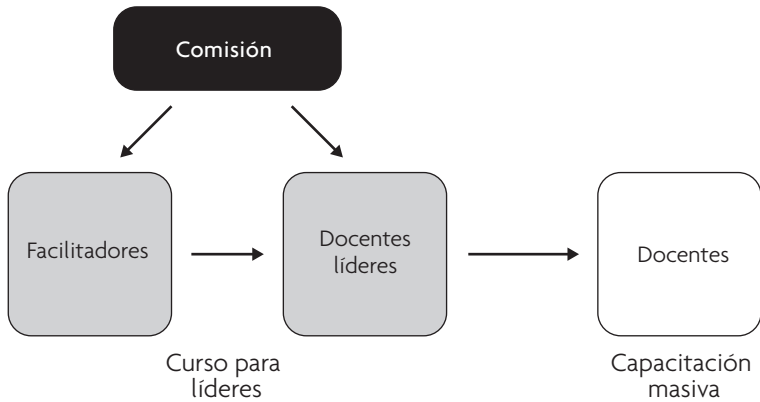 Comisión
Facilitadores
Docentes
líderes
Docentes
Curso para
líderes
Capacitación
masiva